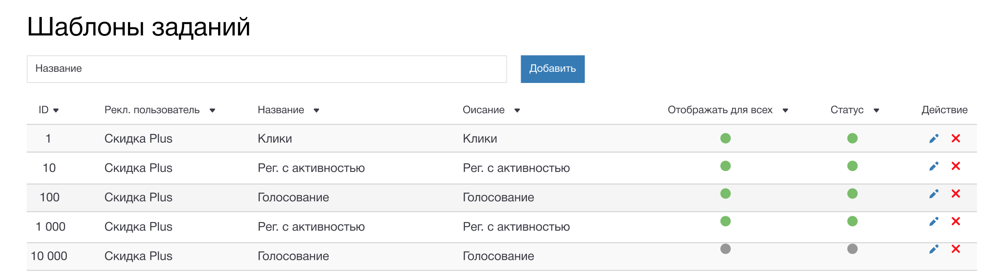 Шаблоны заданий
Название Добавить
ID Рекл. пользователь Название Оисание Отображать для всех Статус Действие
1 Скидка Plus Клики Клики
10 Скидка Plus Рег. с активностью Рег. с активностью
100 Скидка Plus Голосование Голосование
1 000 Скидка Plus Рег. с активностью Рег. с активностью
10 000 Скидка Plus Голосование Голосование